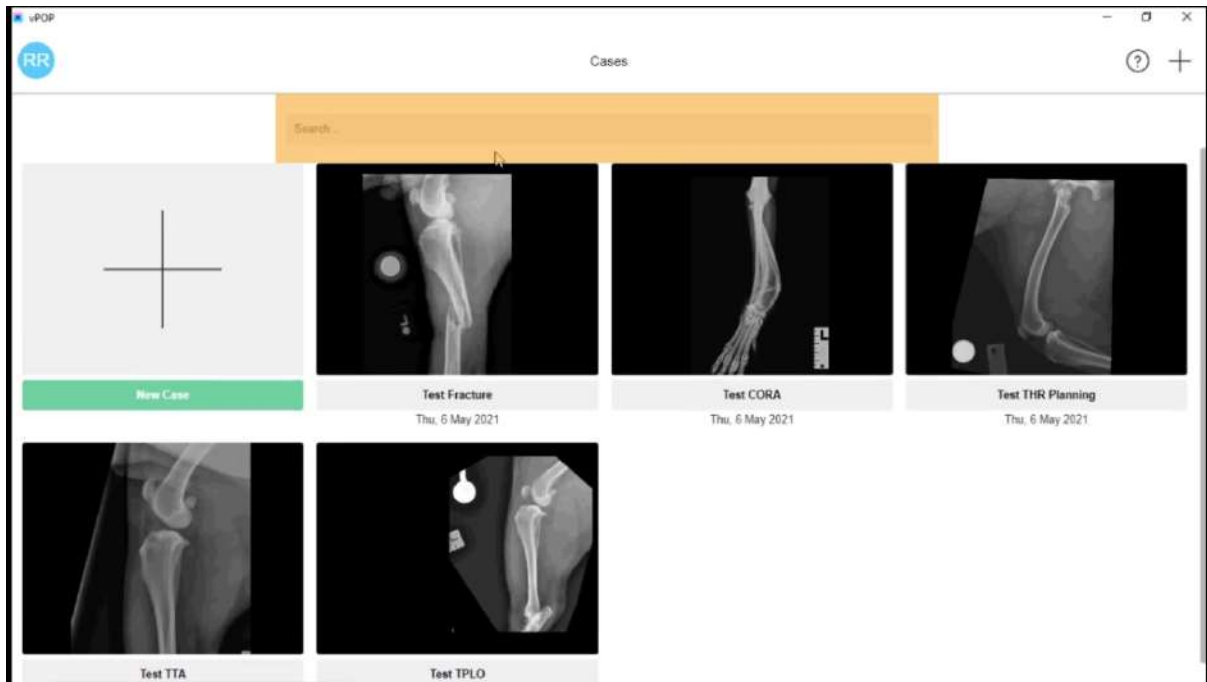 vPOP
RR
Cases
?
Search...
New Case
Test Fracture
Thu, 6 May 2021
Test CORA
Thu, 6 May 2021
Test THR Planning
Thu, 6 May 2021
L
L
Test TTA
Test TPLO